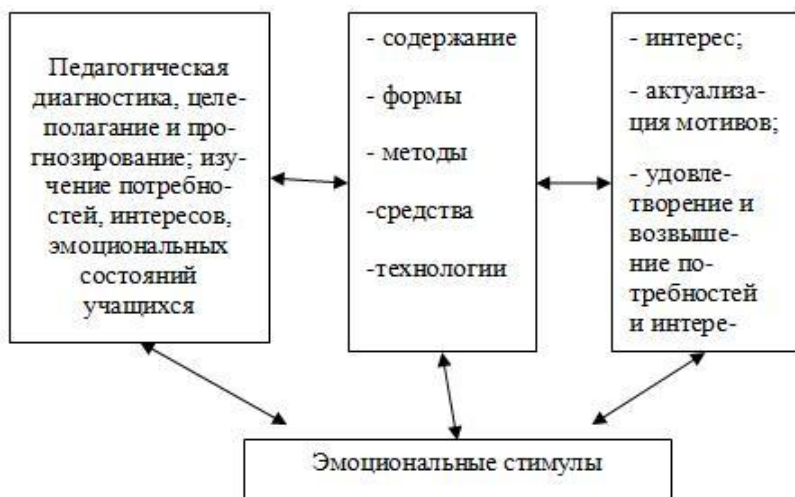 Педагогическая
диагностика, целе-
полагание и про-
гнозирование; изу-
чение потребно-
стей, интересов,
эмоциональных
состояний
учащихся
- содержание
- формы
- методы
-средства
-технологии
- интерес;
- актуализа-
ция мотивов;
- удовле-
творение и
возвыше-
ние по-
требностей
и интере-
Эмоциональные стимулы